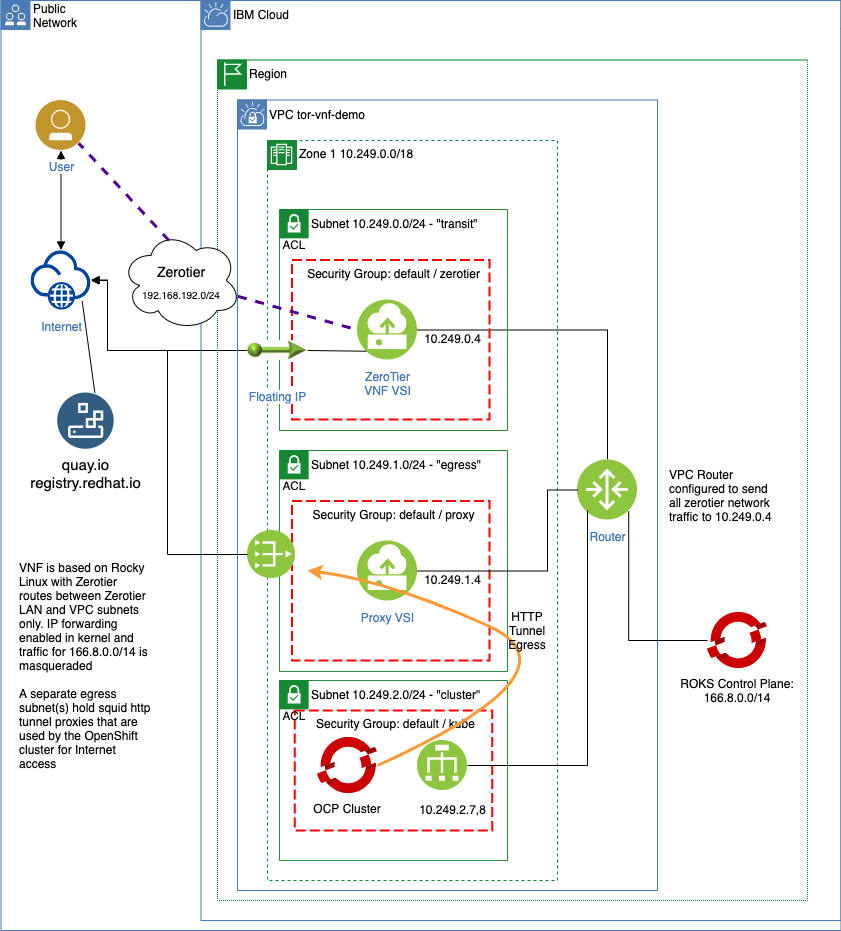 Public
Network
IBM Cloud
Region
VPC tor-vnf-demo
Zone 1 10.249.0.0/18
User
Subnet 10.249.0.0/24 - "transit"
ACL
Zerotier
192.168.192.0/24
Security Group: default / zerotier
Internet
10.249.0.4
ZeroTier
VNF VSI
Floating IP
quay.io
registry.redhat.io
Subnet 10.249.1.0/24 - "egress"
ACL
Security Group: default / proxy
10.249.1.4
Proxy VSI
VPC Router
configured to send
all zerotier network
traffic to 10.249.0.4
Router
VNF is based on Rocky
Linux with Zerotier
routes between Zerotier
LAN and VPC subnets
only. IP forwarding
enabled in kernel and
traffic for 166.8.0.0/14 is
masqueraded
A separate egress
subnet(s) hold squid http
tunnel proxies that are
used by the OpenShift
cluster for Internet
access
HTTP
Tunnel
Egress
ROKS Control Plane:
166.8.0.0/14
Subnet 10.249.2.0/24 - "cluster"
ACL
Security Group: default / kube
OCP Cluster
10.249.2.7,8